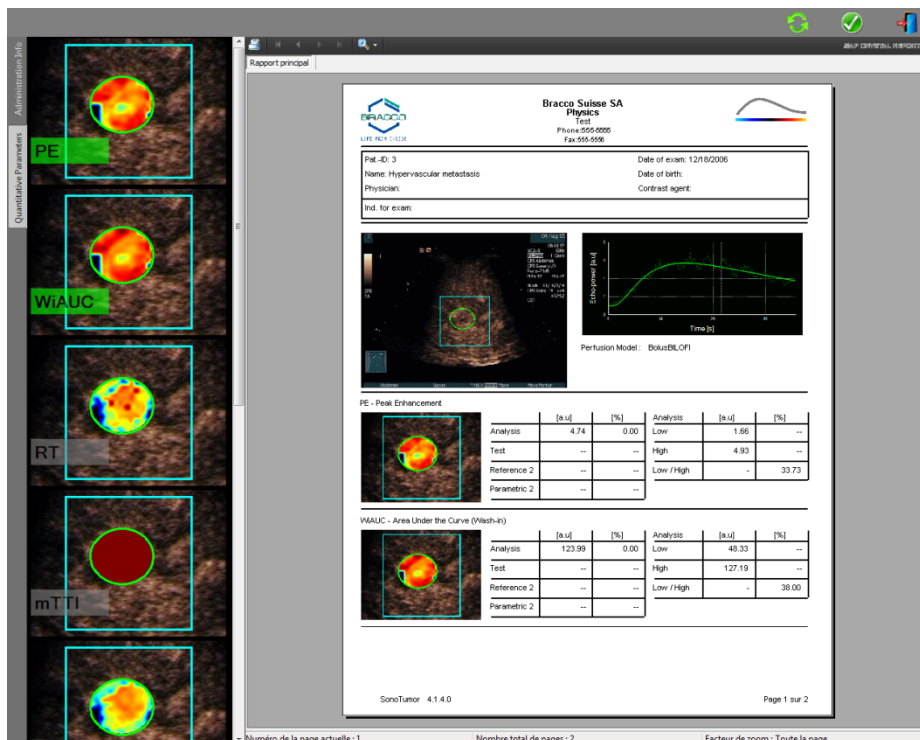 Administration Info
Quantitative Parameters
PE
WiAUC
RT
mTTI
SAP CRYSTAL REPORTS
Rapport principal
BRACCO
LIFE FROM INSIDE
Bracco Suisse SA
Physics
Test
Phone:555-5555
Fax:555-5556
Pat.-ID: 3
Date of exam: 12/18/2006
Name: Hypervascular metastasis
Date of birth:
Physician:
Contrast agent:
Ind. for exam:
Echo-power [a.u]
Time [s]
Perfusion Model : BolusBILOFI
PE - Peak Enhancement
[a.u] [%] Analysis [a.u] [%]
Analysis 4.74 0.00 Low 1.66 --
Test -- -- High 4.93 --
Reference 2 -- -- Low / High - 33.73
Parametric 2 -- --
WiAUC - Area Under the Curve (Wash-in)
[a.u] [%] Analysis [a.u] [%]
Analysis 123.99 0.00 Low 48.33 --
Test -- -- High 127.19 --
Reference 2 -- -- Low / High - 38.00
Parametric 2 -- --
SonoTumor 4.1.4.0
Page 1 sur 2
Numéro de la page actuelle : 1
Nombre total de pages : 2
Facteur de zoom : Toute la page